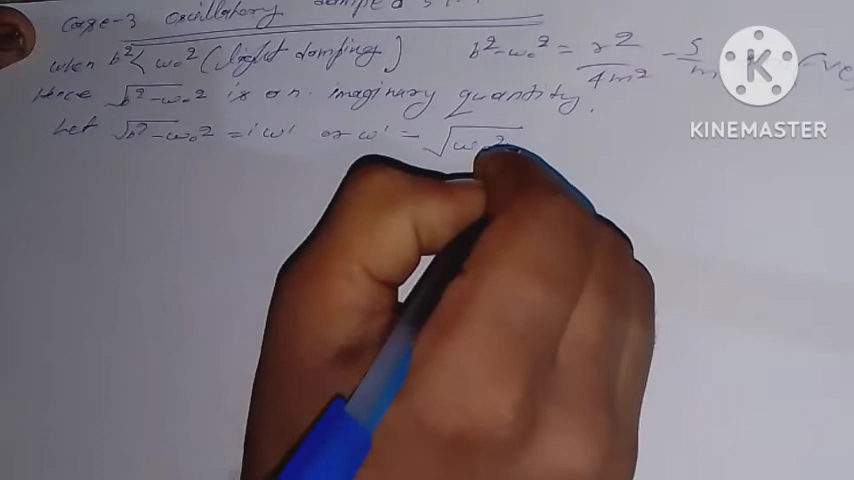 Case-3 Oscillatory damped
when b² < ω₀² (light damping) b² - ω₀² = r²/4m² - s/m
Hence √b² - ω₀² is an imaginary quantity.
Let √b² - ω₀² = iω' or ω' = √ω₀²
K
KINEMASTER